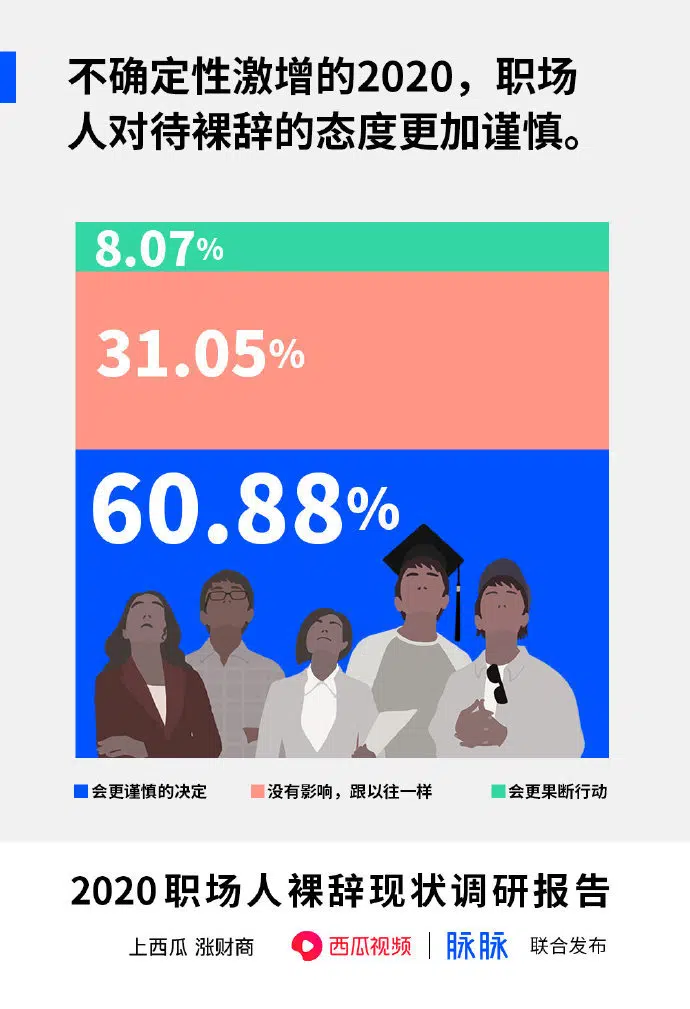 不确定性激增的2020，职场
人对待裸辞的态度更加谨慎。
8.07%
31.05%
60.88%
会更谨慎的决定 没有影响，跟以往一样 会更果断行动
2020职场人裸辞现状调研报告
上西瓜 涨财商 西瓜视频 脉脉 联合发布